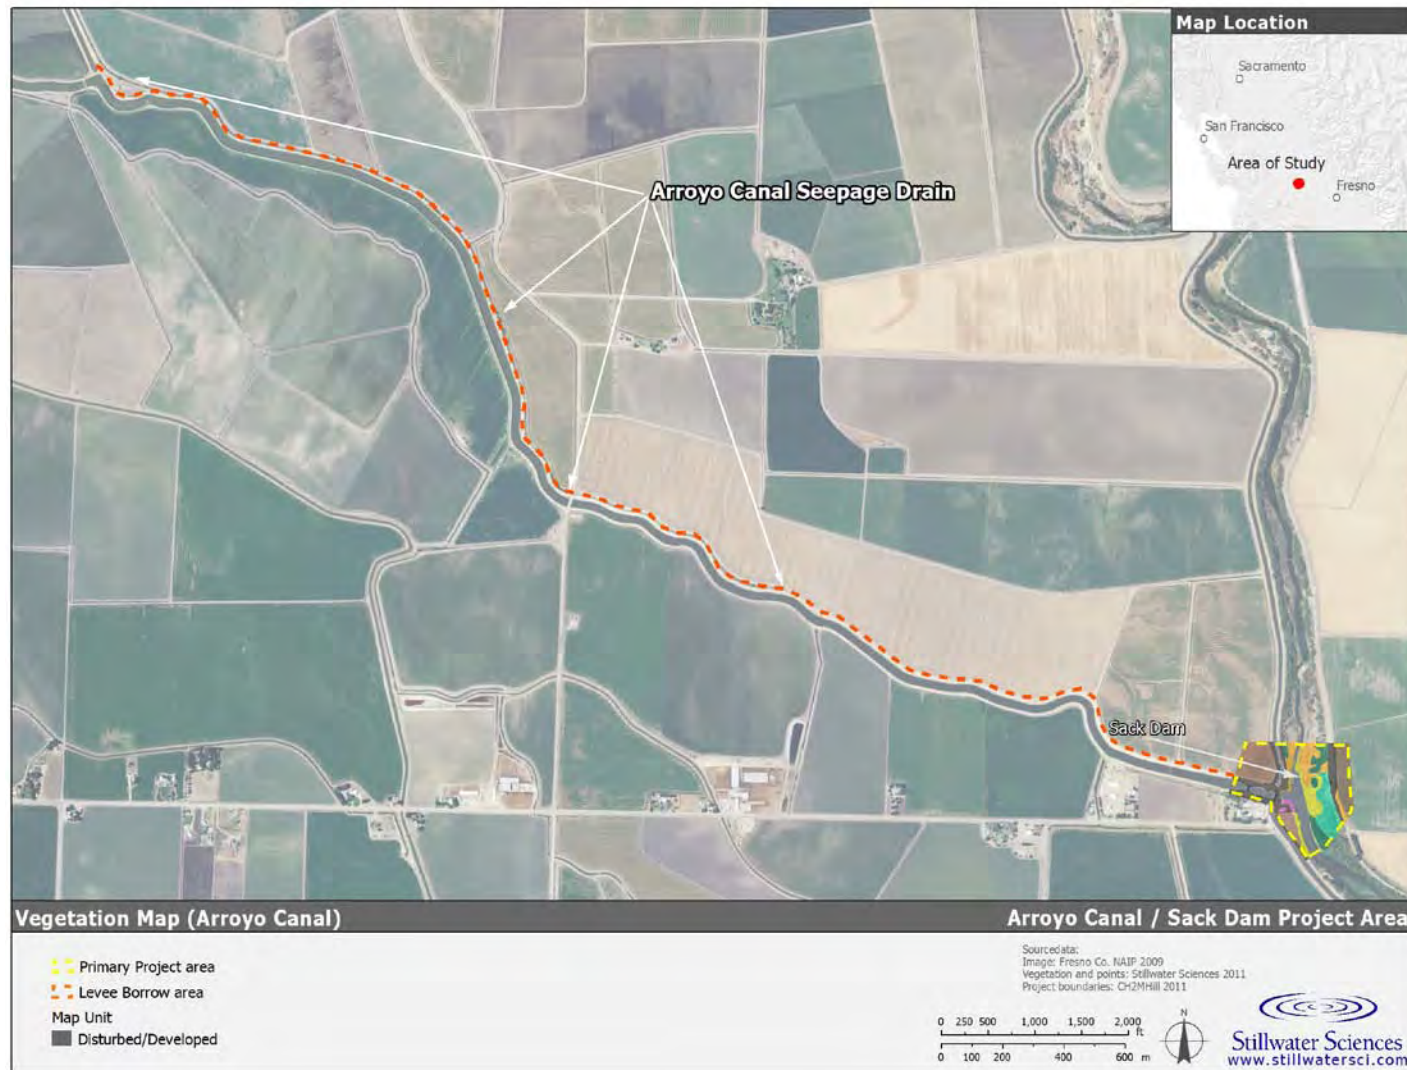 Map Location
Sacramento
San Francisco
Area of Study
Fresno
Arroyo Canal Seepage Drain
Sack Dam
Vegetation Map (Arroyo Canal)
Arroyo Canal / Sack Dam Project Area
Primary Project area
Levee Borrow area
Map Unit
Disturbed/Developed
Sourcedata:
Image: Fresno Co. NAIP 2009
Vegetation and points: Stillwater Sciences 2011
Project boundaries: CH2MHill 2011
0 250 500 1,000 1,500 2,000 ft
0 100 200 400 600 m
N
Stillwater Sciences
www.stillwatersci.com